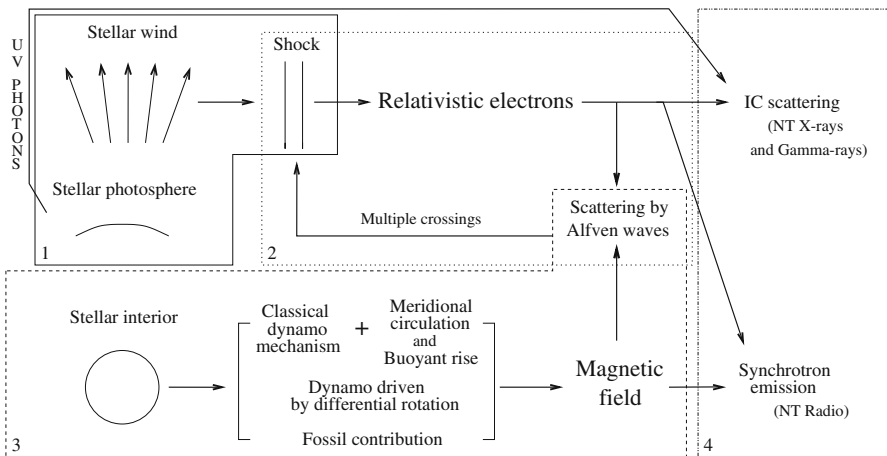 UV PHOTONS
Stellar wind
Shock
Relativistic electrons
IC scattering
(NT X-rays
and Gamma-rays)
Stellar photosphere
Multiple crossings
Scattering by
Alfven waves
1
2
Stellar interior
Classical
dynamo
mechanism
+
Meridional
circulation
and
Buoyant rise
Dynamo driven
by differential rotation
Fossil contribution
Magnetic
field
Synchrotron
emission
(NT Radio)
3
4